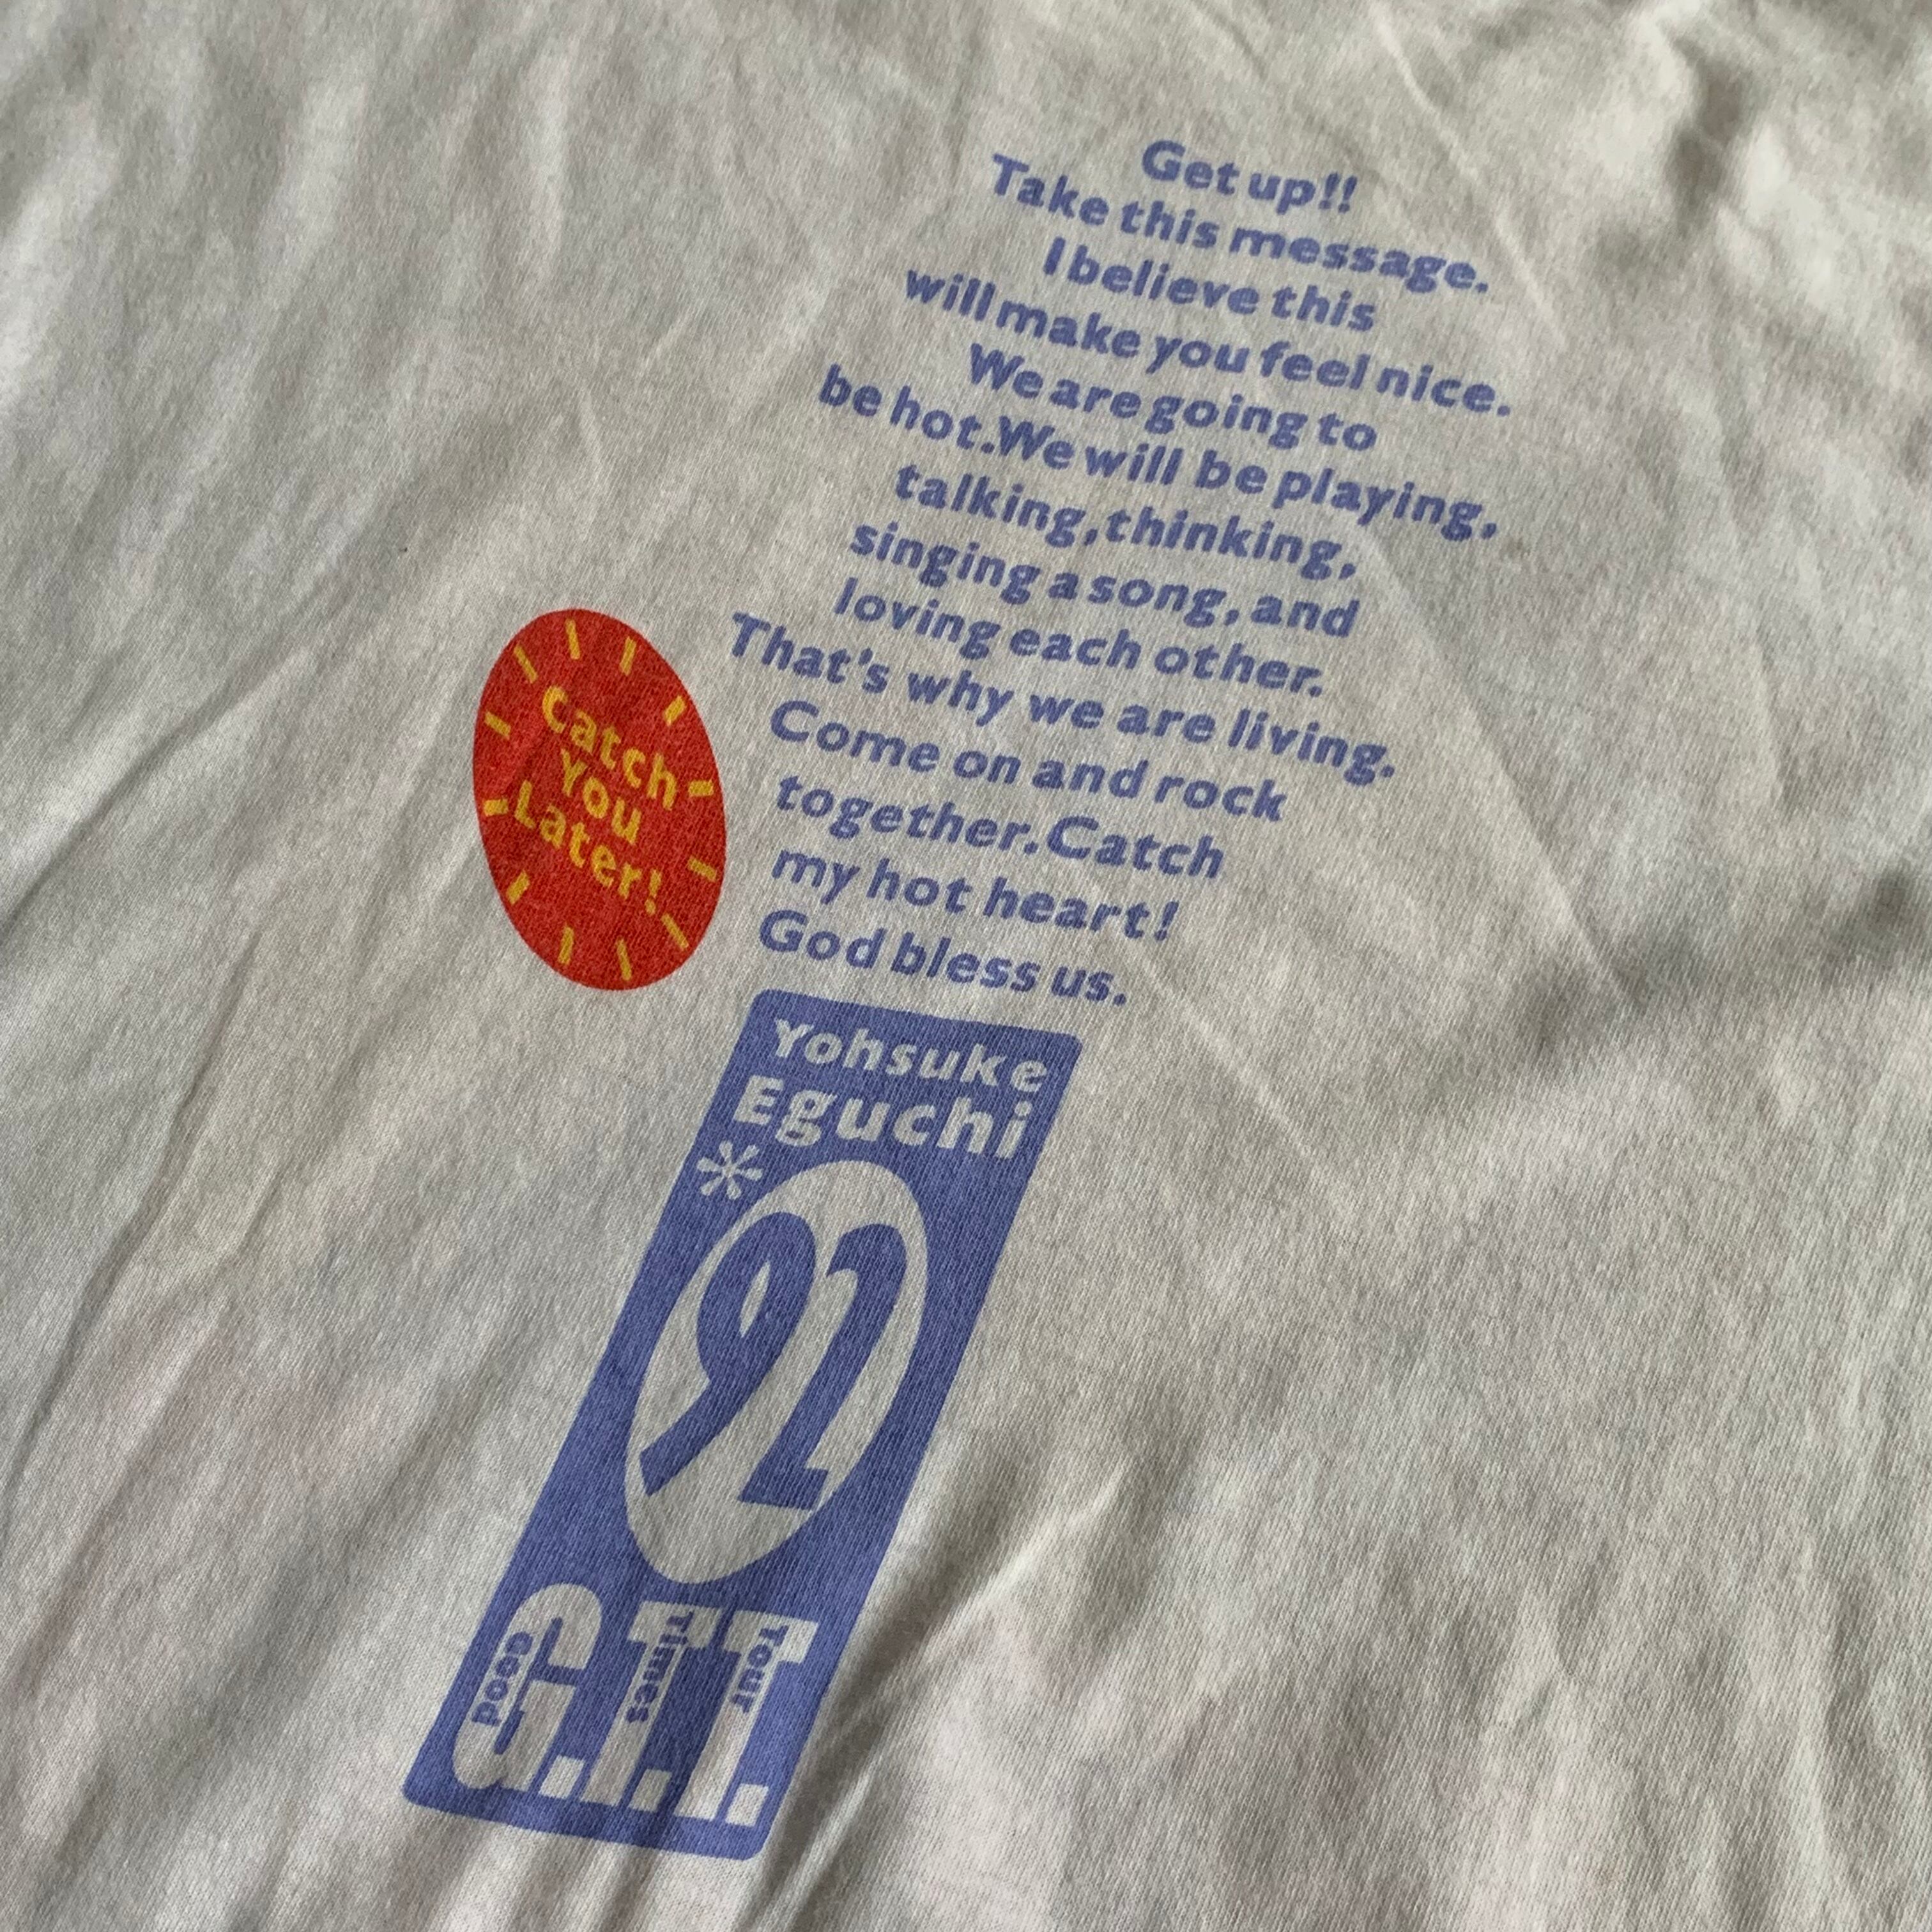 Get up!!
Take this message.
I believe this
will make you feel nice.
We are going to
be hot.We will be playing,
talking,thinking,
singing a song, and
loving each other.
That's why we are living.
Come on and rock
together.Catch
my hot heart!
God bless us.
Catch
You
Later!
Yohsuke
Eguchi
*
92
G.T.T.
Good
Times
Tour